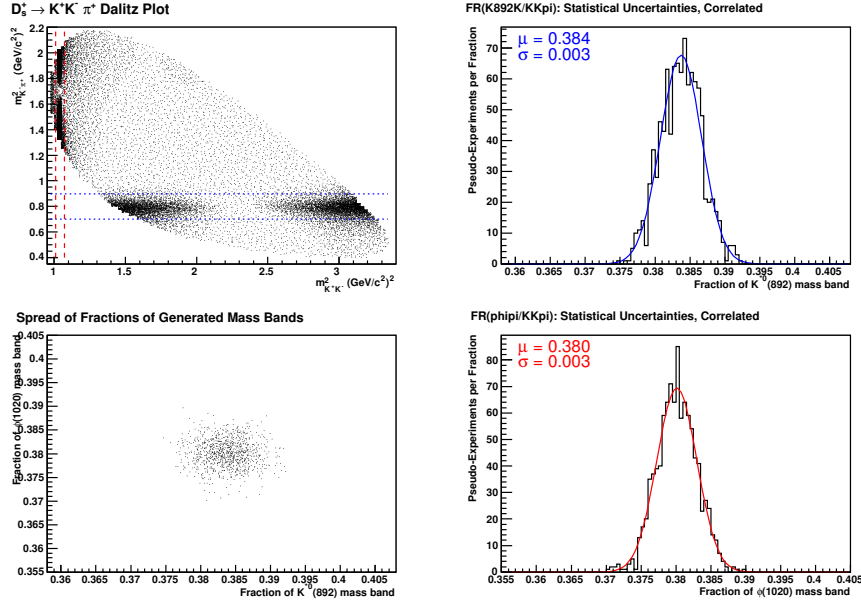 D_s^+ → K^+K^- π^+ Dalitz Plot
m^2_{K^-π^+} (GeV/c^2)^2
2.2
2
1.8
1.6
1.4
1.2
1
0.8
0.6
0.4
1 1.5 2 2.5 3
m^2_{K^+K^-} (GeV/c^2)^2
FR(K892K/KKpi): Statistical Uncertainties, Correlated
μ = 0.384
σ = 0.003
Pseudo-Experiments per Fraction
70
60
50
40
30
20
10
0
0.36 0.365 0.37 0.375 0.38 0.385 0.39 0.395 0.4 0.405
Fraction of K^{*0}(892) mass band
Spread of Fractions of Generated Mass Bands
Fraction of φ(1020) mass band
0.405
0.4
0.395
0.39
0.385
0.38
0.375
0.37
0.365
0.36
0.355
0.36 0.365 0.37 0.375 0.38 0.385 0.39 0.395 0.4 0.405
Fraction of K^{*0}(892) mass band
FR(phipi/KKpi): Statistical Uncertainties, Correlated
μ = 0.380
σ = 0.003
Pseudo-Experiments per Fraction
80
70
60
50
40
30
20
10
0
0.355 0.36 0.365 0.37 0.375 0.38 0.385 0.39 0.395 0.4 0.405
Fraction of φ(1020) mass band